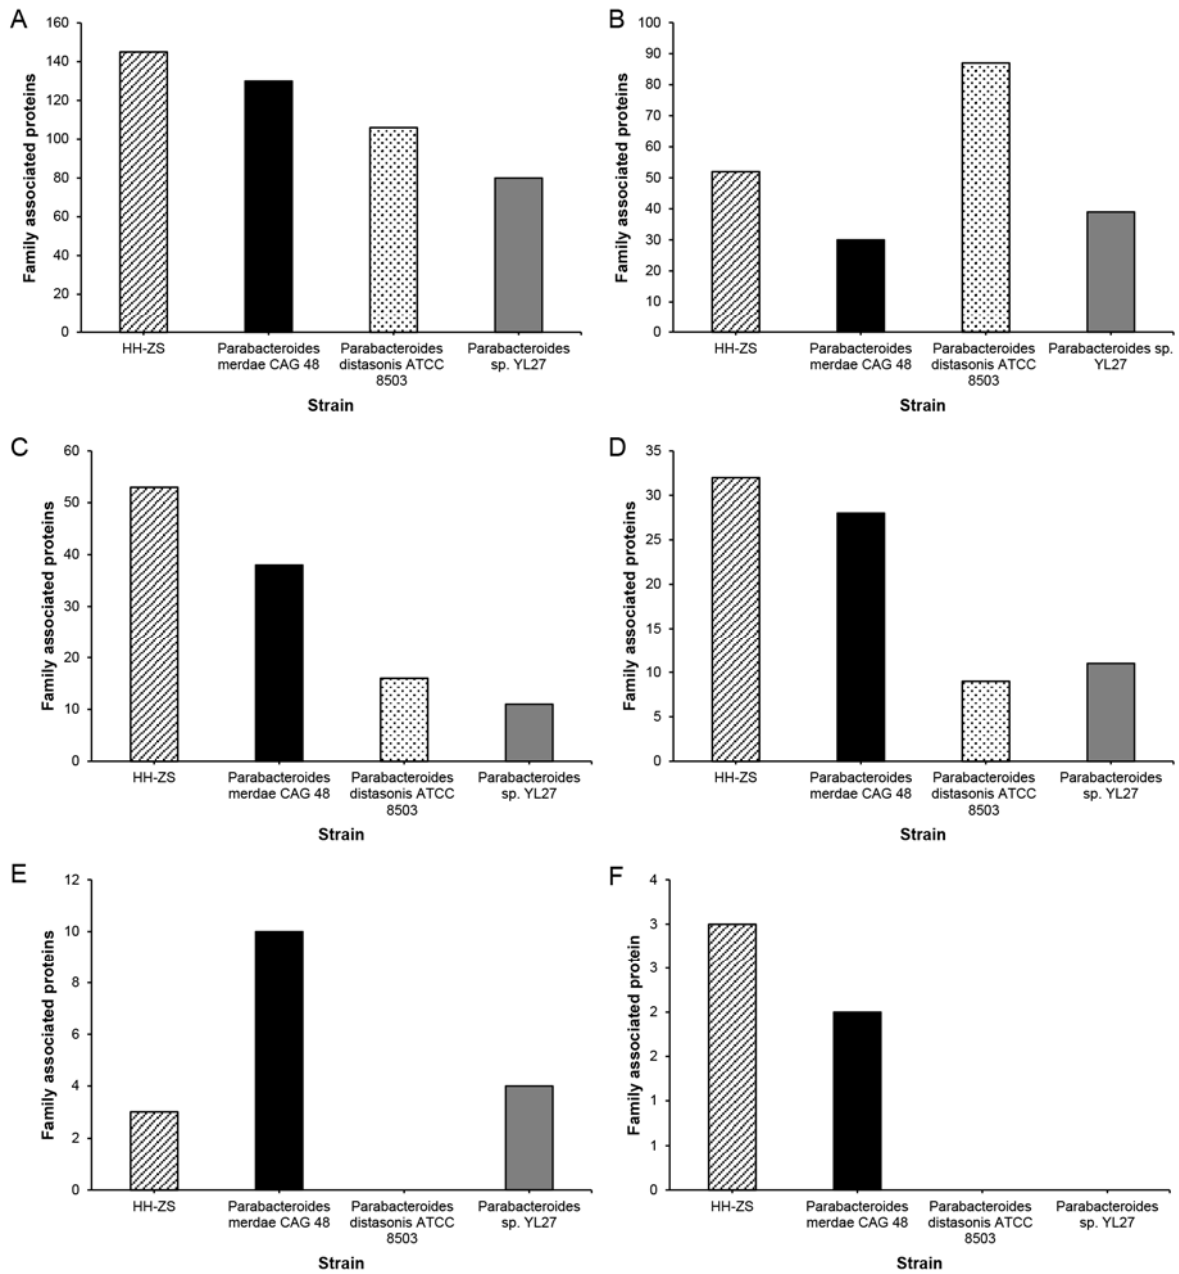 A
160
140
120
100
80
60
40
20
0
Family associated proteins
HH-ZS
Parabacteroides
merdae CAG 48
Parabacteroides
distasonis ATCC
8503
Parabacteroides
sp. YL27
Strain
B
100
90
80
70
60
50
40
30
20
10
0
Family associated proteins
HH-ZS
Parabacteroides
merdae CAG 48
Parabacteroides
distasonis ATCC
8503
Parabacteroides sp.
YL27
Strain
C
60
50
40
30
20
10
0
Family associated proteins
HH-ZS
Parabacteroides
merdae CAG 48
Parabacteroides
distasonis ATCC
8503
Parabacteroides
sp. YL27
Strain
D
35
30
25
20
15
10
5
0
Family associated proteins
HH-ZS
Parabacteroides
merdae CAG 48
Parabacteroides
distasonis ATCC
8503
Parabacteroides
sp. YL27
Strain
E
12
10
8
6
4
2
0
Family associated proteins
HH-ZS
Parabacteroides
merdae CAG 48
Parabacteroides
distasonis ATCC
8503
Parabacteroides
sp. YL27
Strain
F
4
3
3
2
2
1
1
0
Family associated protein
HH-ZS
Parabacteroides
merdae CAG 48
Parabacteroides
distasonis ATCC
8503
Parabacteroides
sp. YL27
Strain